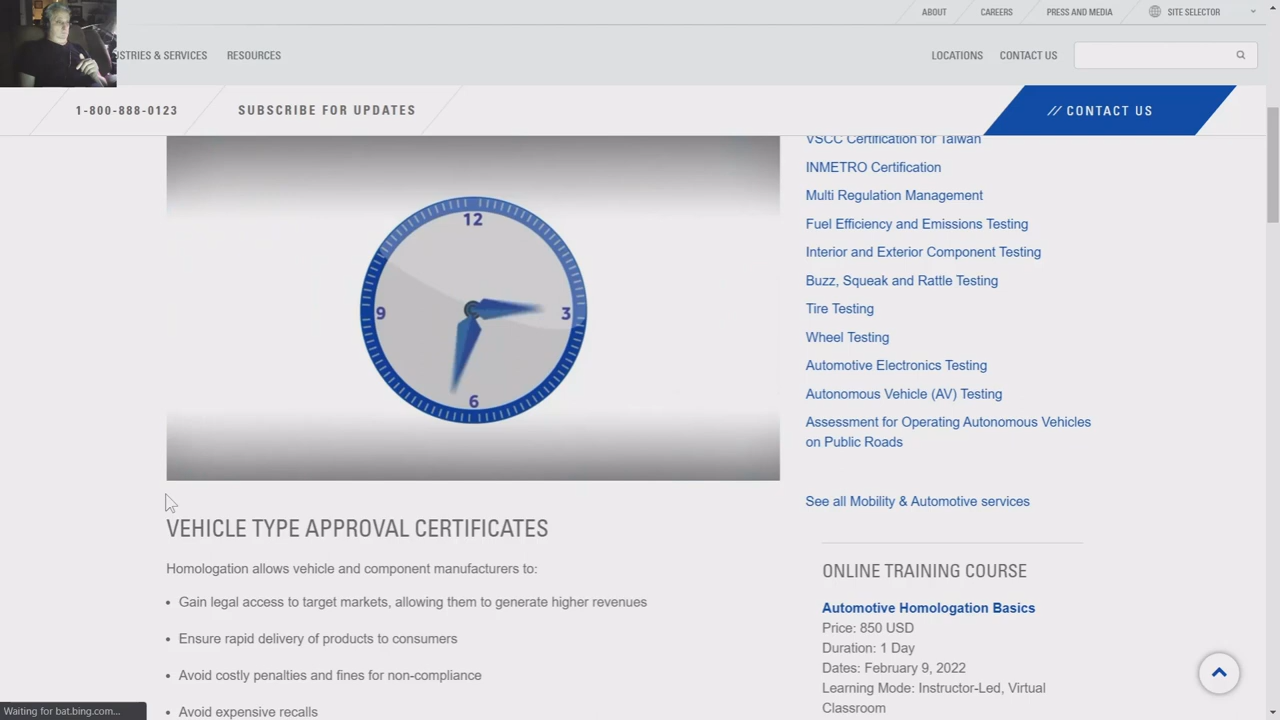 ABOUT
CAREERS
PRESS AND MEDIA
SITE SELECTOR
USTRIES & SERVICES
RESOURCES
LOCATIONS
CONTACT US
1-800-888-0123
SUBSCRIBE FOR UPDATES
// CONTACT US
12
3
6
9
VEHICLE TYPE APPROVAL CERTIFICATES
Homologation allows vehicle and component manufacturers to:
• Gain legal access to target markets, allowing them to generate higher revenues
• Ensure rapid delivery of products to consumers
• Avoid costly penalties and fines for non-compliance
• Avoid expensive recalls
VSCC Certification for Taiwan
INMETRO Certification
Multi Regulation Management
Fuel Efficiency and Emissions Testing
Interior and Exterior Component Testing
Buzz, Squeak and Rattle Testing
Tire Testing
Wheel Testing
Automotive Electronics Testing
Autonomous Vehicle (AV) Testing
Assessment for Operating Autonomous Vehicles
on Public Roads
See all Mobility & Automotive services
ONLINE TRAINING COURSE
Automotive Homologation Basics
Price: 850 USD
Duration: 1 Day
Dates: February 9, 2022
Learning Mode: Instructor-Led, Virtual
Classroom
Waiting for bat.bing.com...